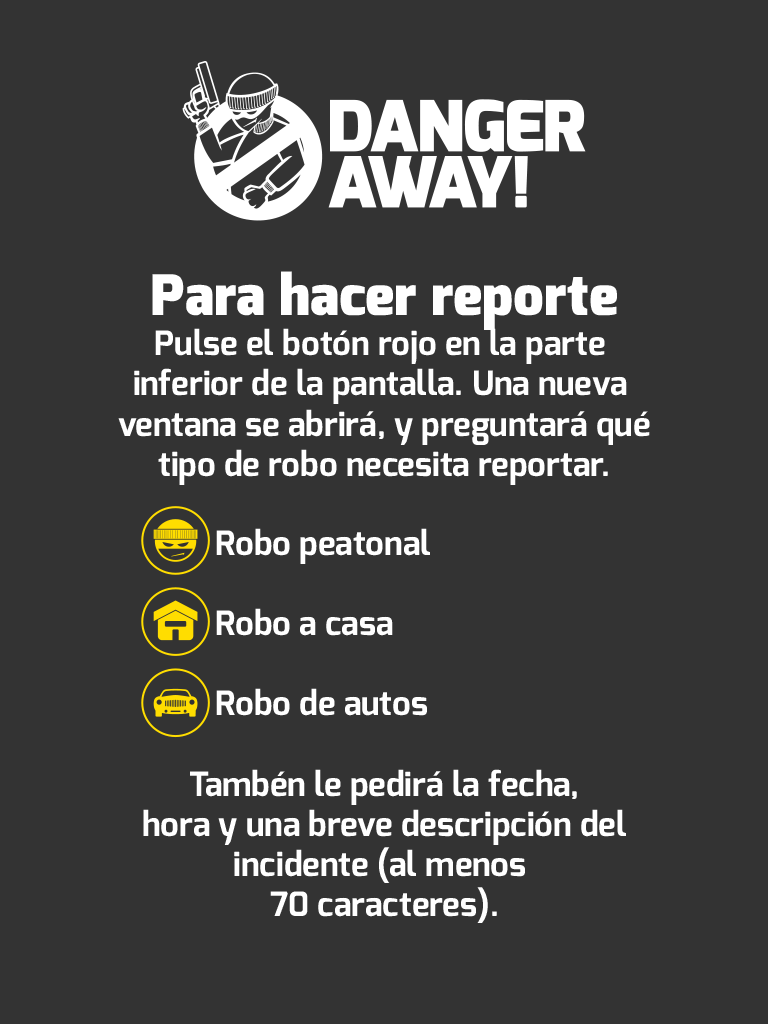 DANGER
AWAY!
Para hacer reporte
Pulse el botón rojo en la parte
inferior de la pantalla. Una nueva
ventana se abrirá, y preguntará qué
tipo de robo necesita reportar.
Robo peatonal
Robo a casa
Robo de autos
Tambén le pedirá la fecha,
hora y una breve descripción del
incidente (al menos
70 caracteres).